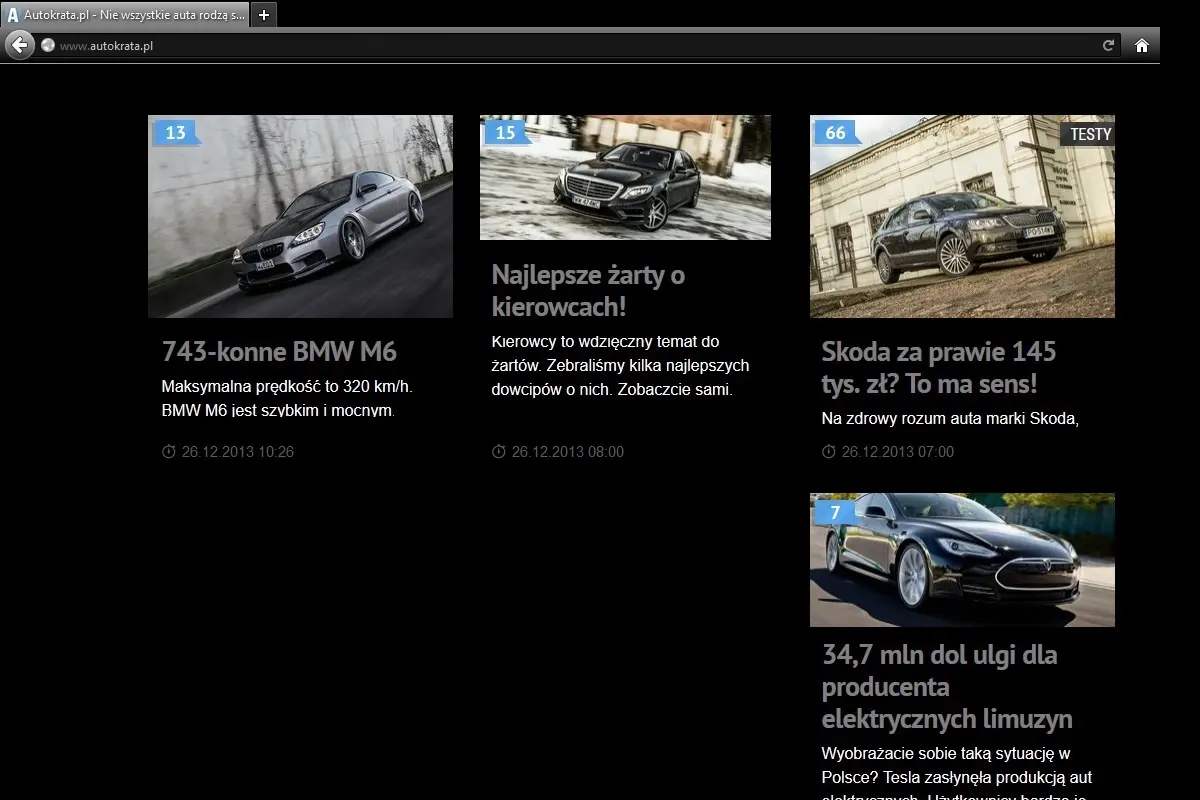 Autokrata.pl - Nie wszystkie auta rodzą s...
www.autokrata.pl
13
743-konne BMW M6
Maksymalna prędkość to 320 km/h.
BMW M6 jest szybkim i mocnym.
26.12.2013 10:26
15
Najlepsze żarty o
kierowcach!
Kierowcy to wdzięczny temat do
żartów. Zebraliśmy kilka najlepszych
dowcipów o nich. Zobaczcie sami.
26.12.2013 08:00
66
TESTY
Skoda za prawie 145
tys. zł? To ma sens!
Na zdrowy rozum auta marki Skoda,
26.12.2013 07:00
7
34,7 mln dol ulgi dla
producenta
elektrycznych limuzyn
Wyobrażacie sobie taką sytuację w
Polsce? Tesla zasłynęła produkcją aut
elektrycznych. Użytkownicy bardzo je